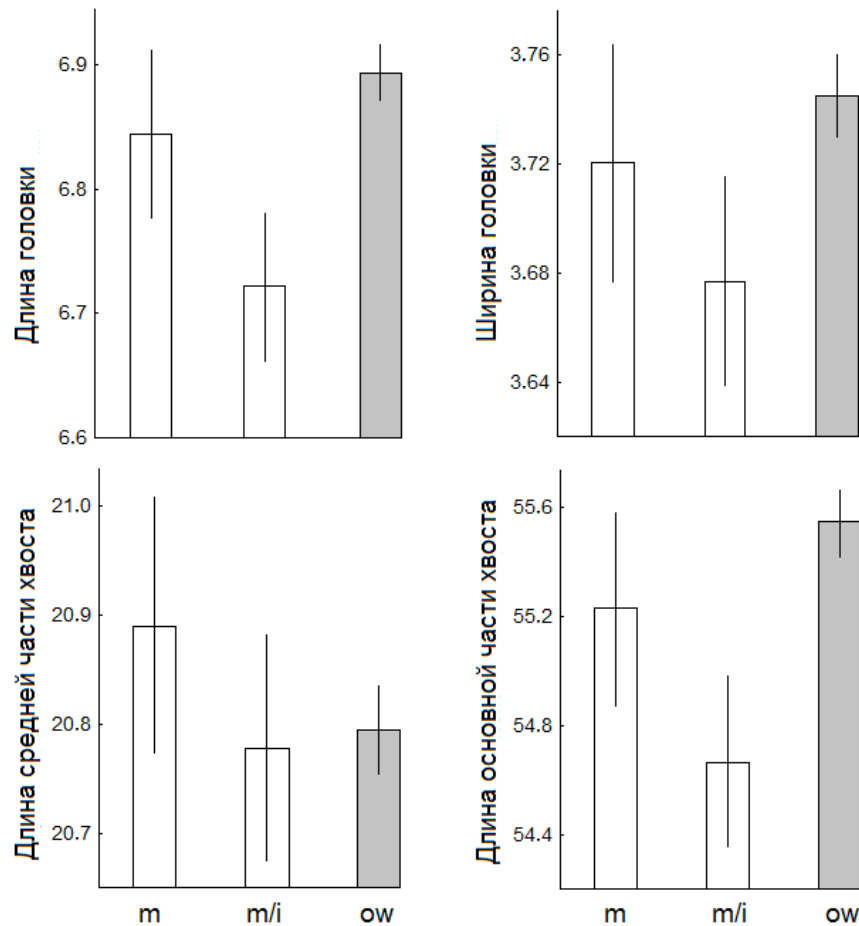 Длина головки
6.9
6.8
6.7
6.6
Ширина головки
3.76
3.72
3.68
3.64
Длина средней части хвоста
21.0
20.9
20.8
20.7
m m/i ow
Длина основной части хвоста
55.6
55.2
54.8
54.4
m m/i ow